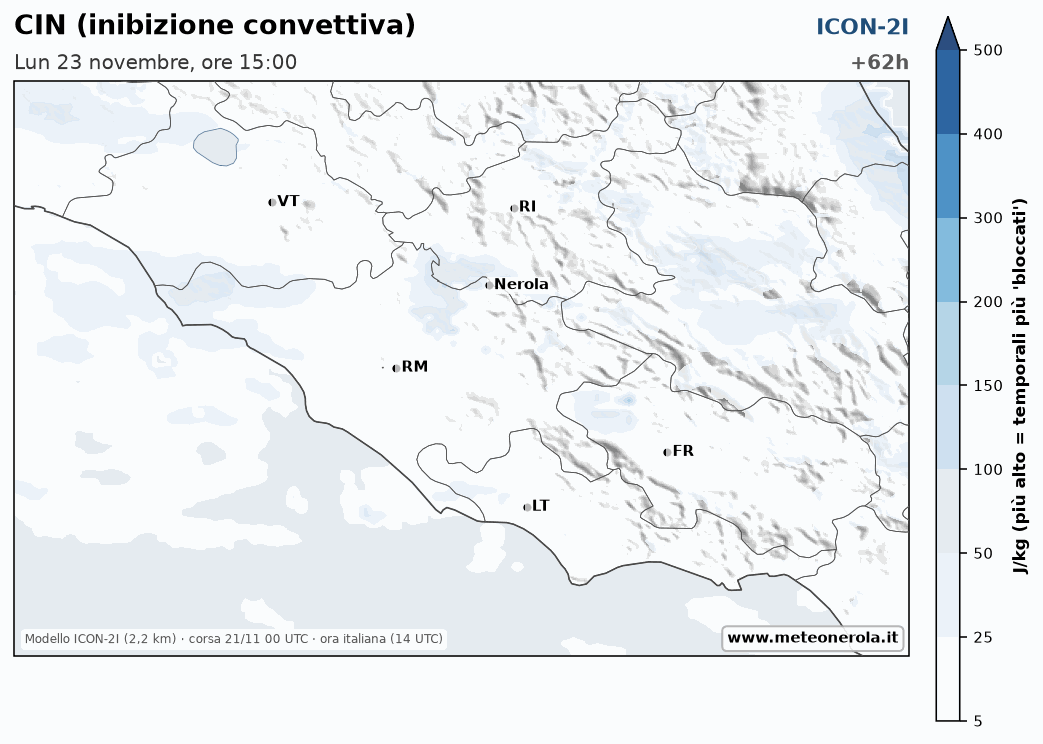 CIN (inibizione convettiva)
ICON-2I
Lun 23 novembre, ore 15:00
+62h
500
400
300
200
150
100
50
25
5
J/kg (più alto = temporali più 'bloccati')
VT
RI
Nerola
RM
FR
LT
Modello ICON-2I (2,2 km) · corsa 21/11 00 UTC · ora italiana (14 UTC)
www.meteonerola.it